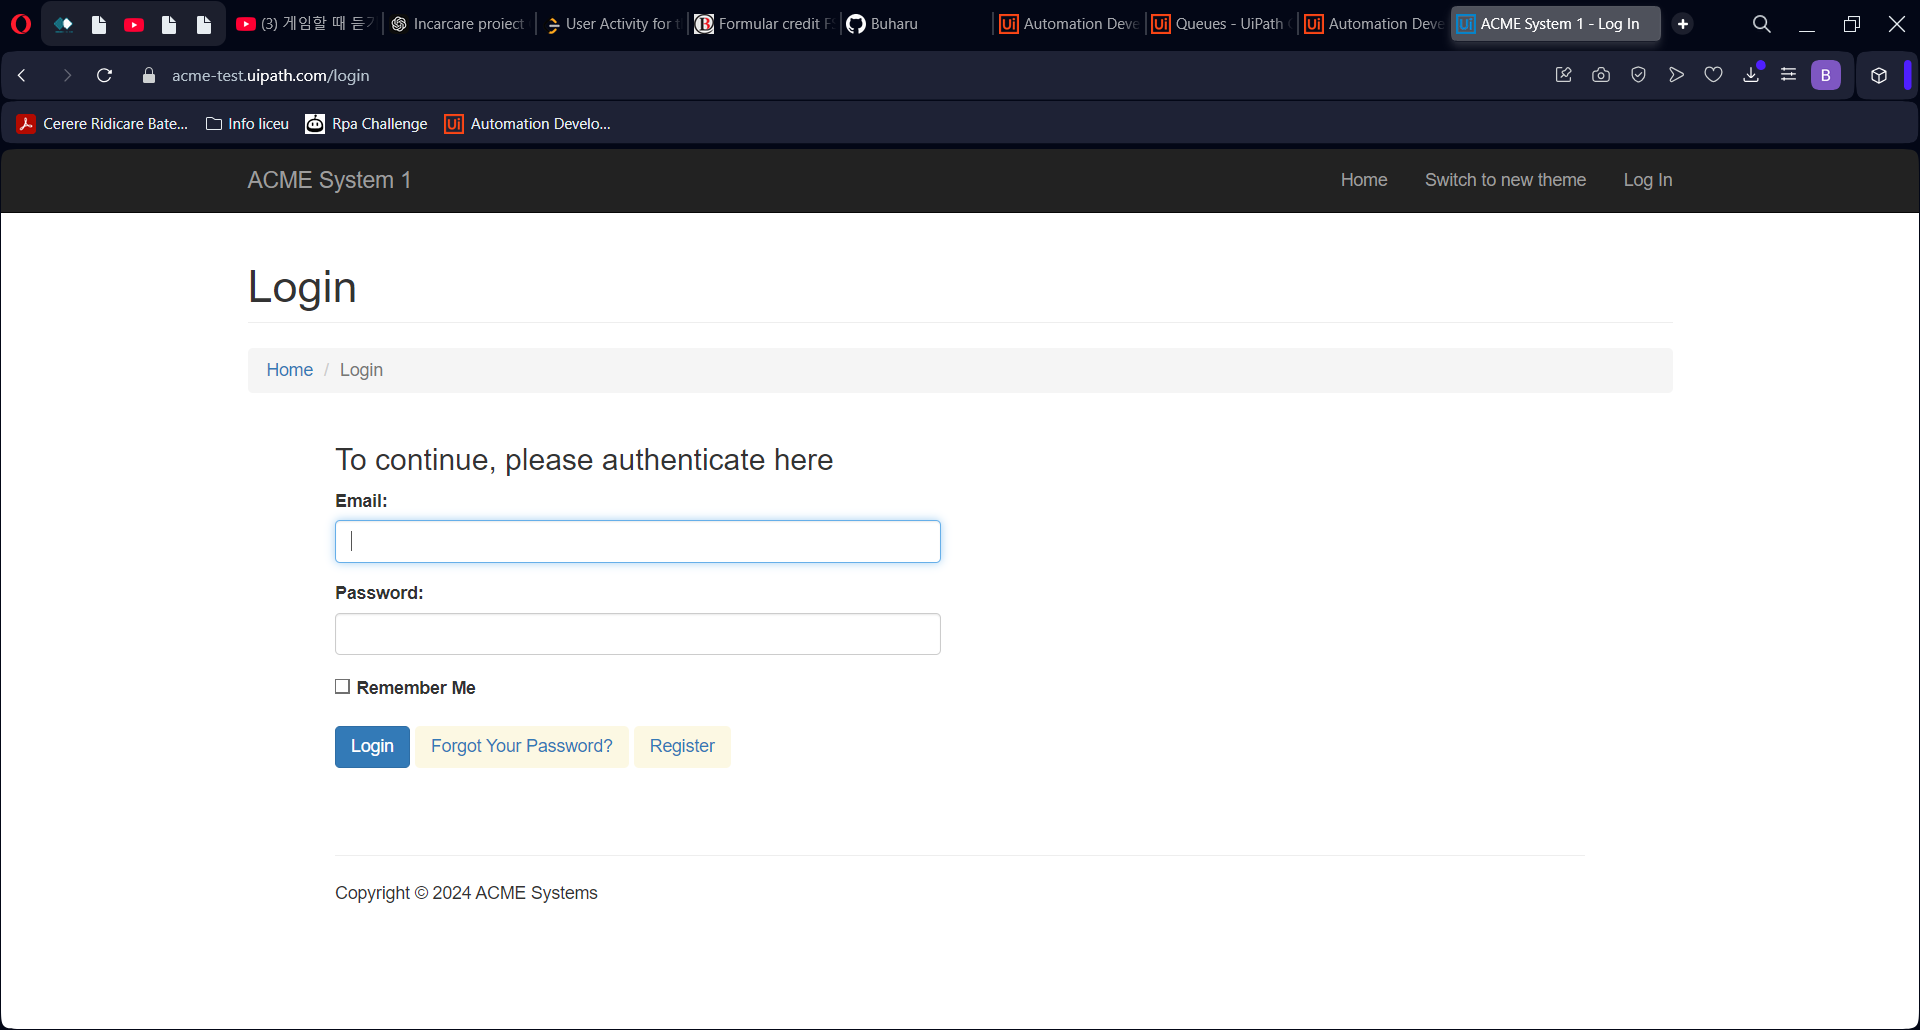 (3) 게임할 때 듣기
Incarcare proiect
User Activity for t
Formular credit FS
Buharu
Automation Deve
Queues - UiPath
Automation Deve
ACME System 1 - Log In
acme-test.uipath.com/login
B
Cerere Ridicare Bate...
Info liceu
Rpa Challenge
Automation Develo...
ACME System 1
Home
Switch to new theme
Log In
Login
Home / Login
To continue, please authenticate here
Email:
Password:
Remember Me
Login
Forgot Your Password?
Register
Copyright © 2024 ACME Systems